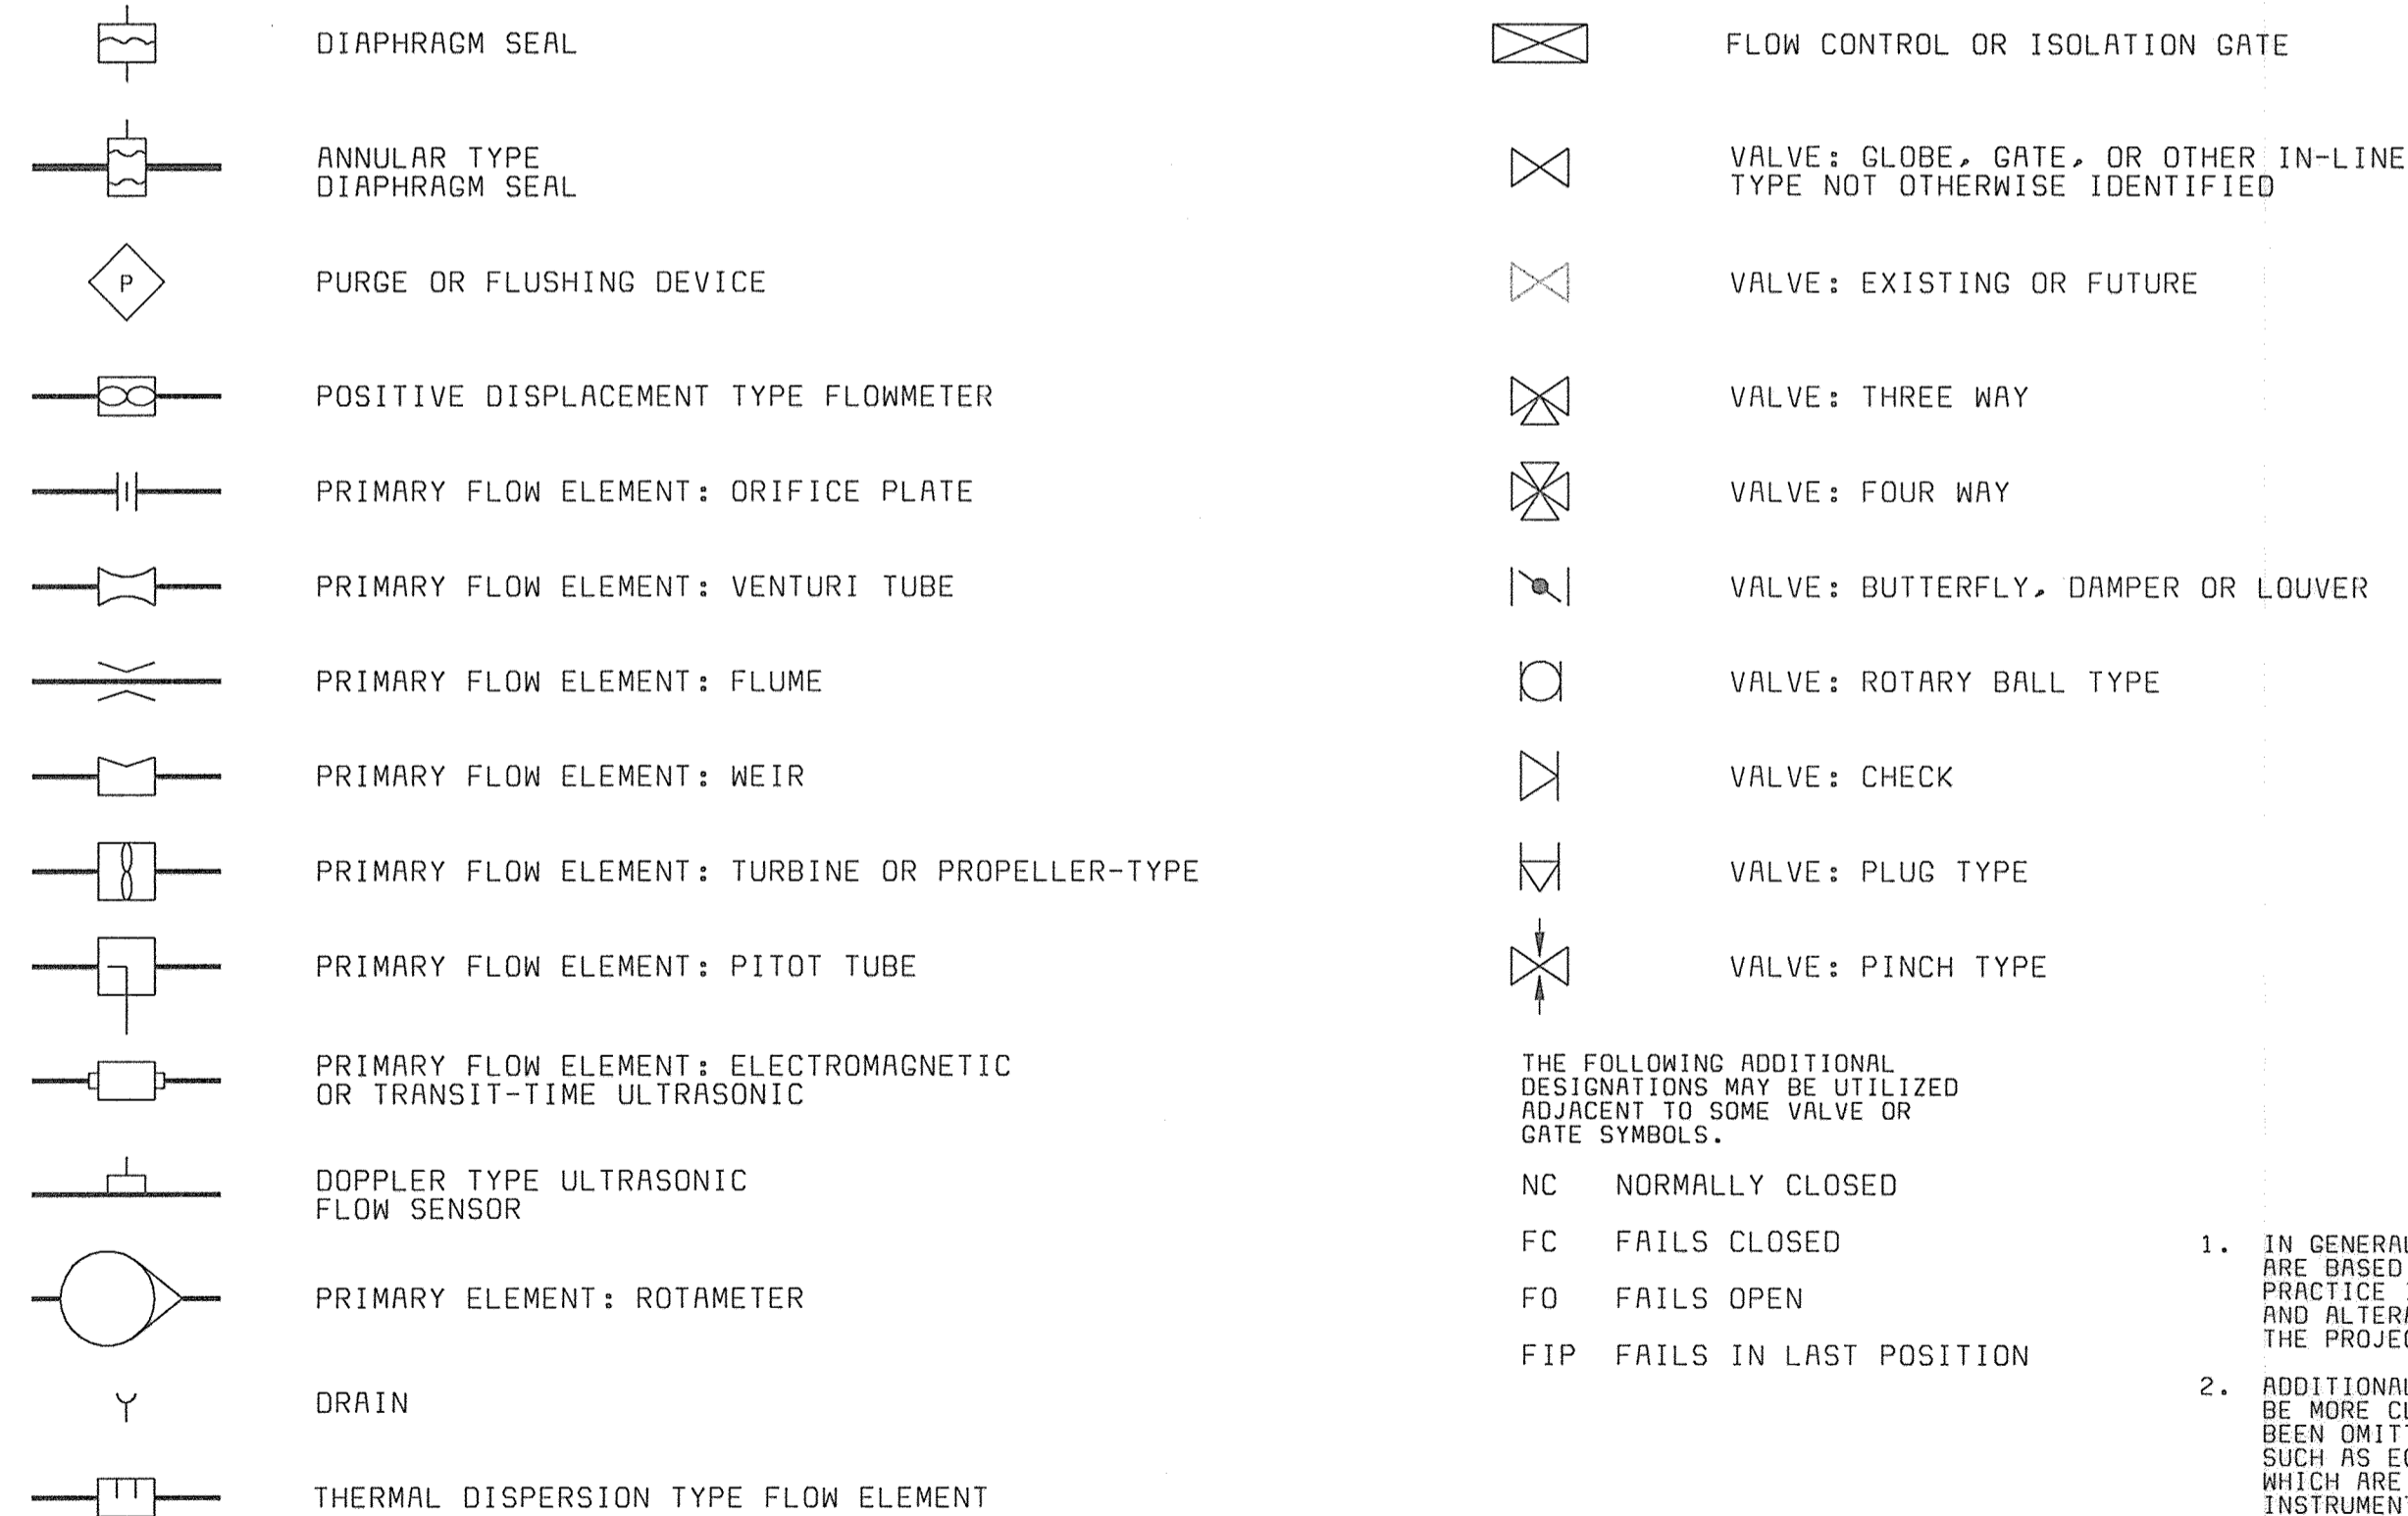 DIAPHRAGM SEAL
ANNULAR TYPE
DIAPHRAGM SEAL
P
PURGE OR FLUSHING DEVICE
POSITIVE DISPLACEMENT TYPE FLOWMETER
PRIMARY FLOW ELEMENT: ORIFICE PLATE
PRIMARY FLOW ELEMENT: VENTURI TUBE
PRIMARY FLOW ELEMENT: FLUME
PRIMARY FLOW ELEMENT: WEIR
PRIMARY FLOW ELEMENT: TURBINE OR PROPELLER-TYPE
PRIMARY FLOW ELEMENT: PITOT TUBE
PRIMARY FLOW ELEMENT: ELECTROMAGNETIC
OR TRANSIT-TIME ULTRASONIC
DOPPLER TYPE ULTRASONIC
FLOW SENSOR
PRIMARY ELEMENT: ROTAMETER
DRAIN
THERMAL DISPERSION TYPE FLOW ELEMENT
FLOW CONTROL OR ISOLATION GATE
VALVE: GLOBE, GATE, OR OTHER IN-LINE
TYPE NOT OTHERWISE IDENTIFIED
VALVE: EXISTING OR FUTURE
VALVE: THREE WAY
VALVE: FOUR WAY
VALVE: BUTTERFLY, DAMPER OR LOUVER
VALVE: ROTARY BALL TYPE
VALVE: CHECK
VALVE: PLUG TYPE
VALVE: PINCH TYPE
THE FOLLOWING ADDITIONAL
DESIGNATIONS MAY BE UTILIZED
ADJACENT TO SOME VALVE OR
GATE SYMBOLS.
NC NORMALLY CLOSED
FC FAILS CLOSED
FO FAILS OPEN
FIP FAILS IN LAST POSITION
1. IN GENERAL
ARE BASED
PRACTICE
AND
THE
2. ADDITIONAL
BE MORE
BEEN
SUCH AS
WHICH ARE